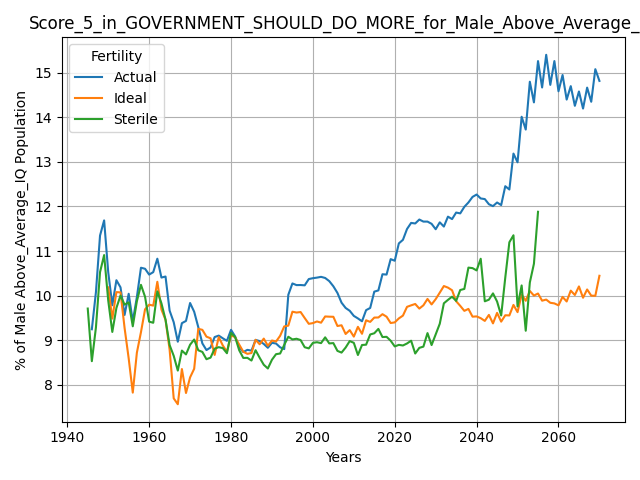 Score_5_in_GOVERNMENT_SHOULD_DO_MORE_for_Male_Above_Average_
Fertility
Actual
Ideal
Sterile
% of Male Above_Average_IQ Population
15
14
13
12
11
10
9
8
1940 1960 1980 2000 2020 2040 2060
Years